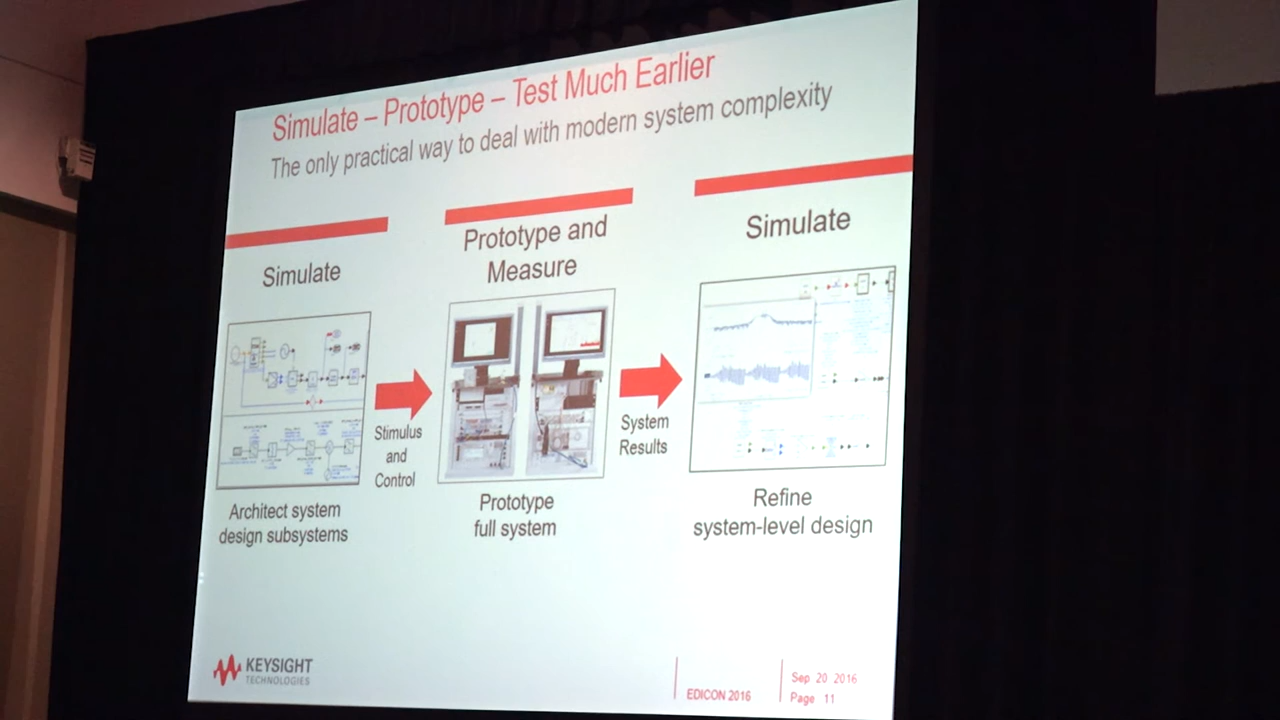 Simulate – Prototype – Test Much Earlier
The only practical way to deal with modern system complexity
Simulate
Architect system
design subsystems
Stimulus
and
Control
Prototype and
Measure
Prototype
full system
System
Results
Simulate
Refine
system-level design
KEYSIGHT
TECHNOLOGIES
EDICON 2016
Sep 20 2016
Page 11